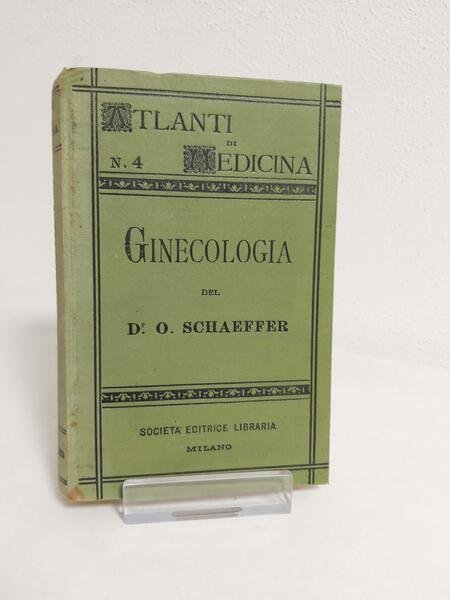 ATLANTI
DI
N. 4 MEDICINA
GINECOLOGIA
DEL
Dr O. SCHAEFFER
SOCIETA' EDITRICE LIBRARIA
MILANO